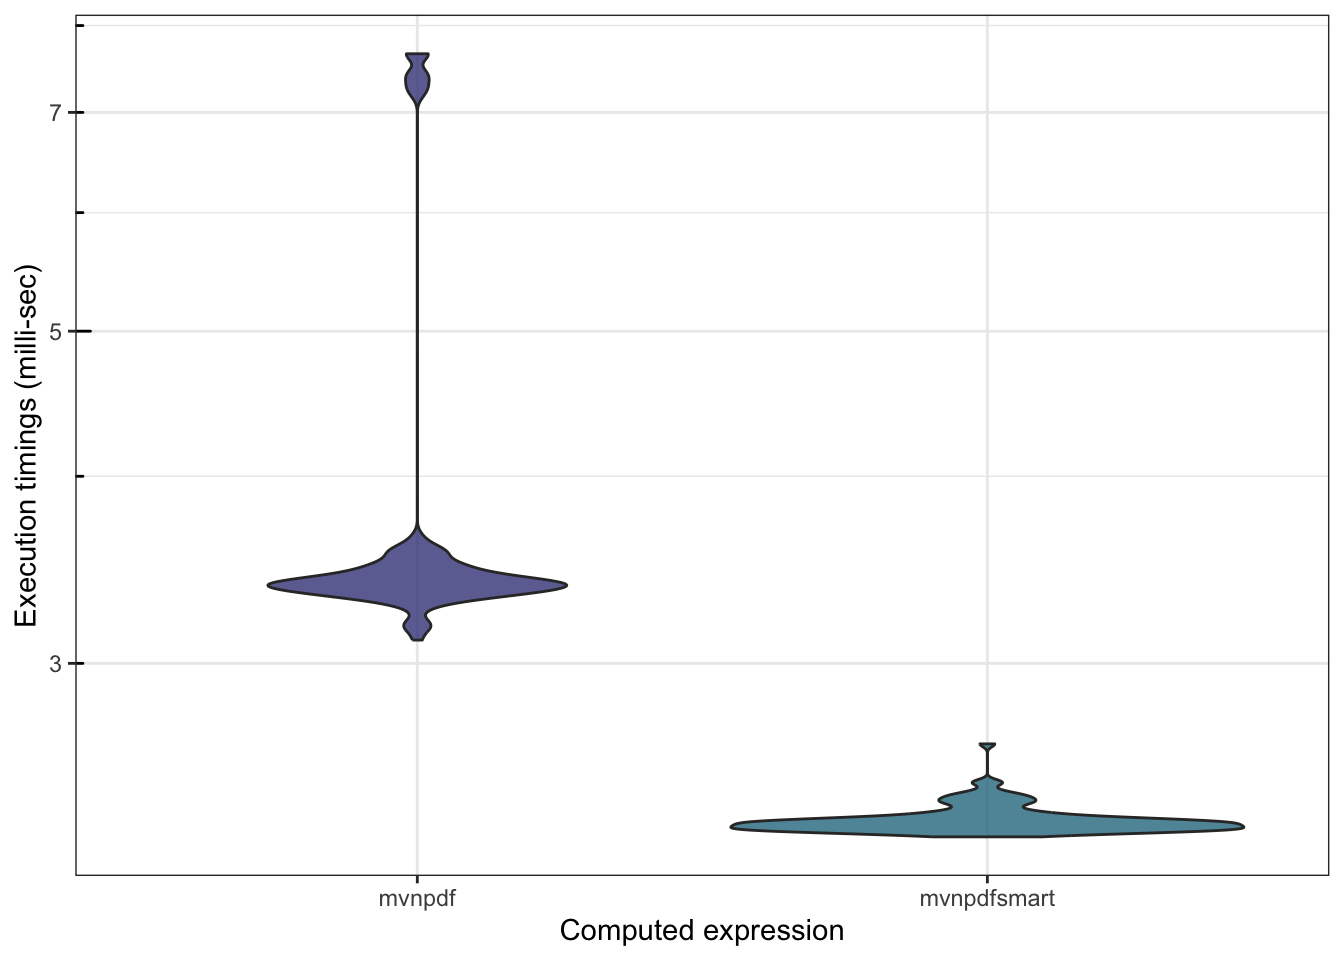 Execution timings (milli-sec)
7
5
3
mvnpdf
mvnpdfsmart
Computed expression